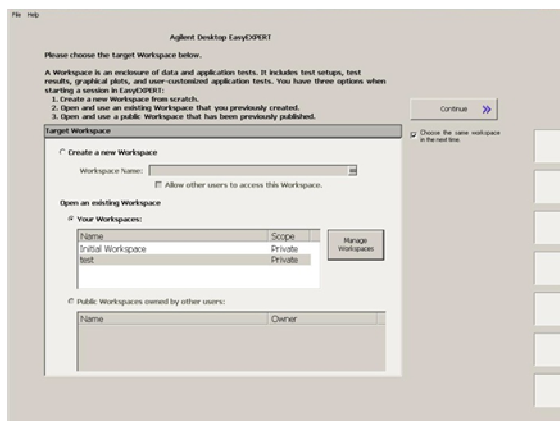 File Help
Agilent Desktop EasyEXPERT
Please choose the target Workspace below.
A Workspace is an enclosure of data and application tests. It includes test setups, test
results, graphical plots, and user-customized application tests. You have three options when
starting a session in EasyEXPERT:
1. Create a new Workspace from scratch.
2. Open and use an existing Workspace that you previously created.
3. Open and use a public Workspace that has been previously published.
Continue
Choose the same workspace
in the next time.
Target Workspace
Create a new Workspace
Workspace Name:
Allow other users to access this Workspace.
Open an existing Workspace
Your Workspaces:
Name Scope
Initial Workspace Private
test Private
Manage
Workspaces
Public Workspaces owned by other users:
Name Owner